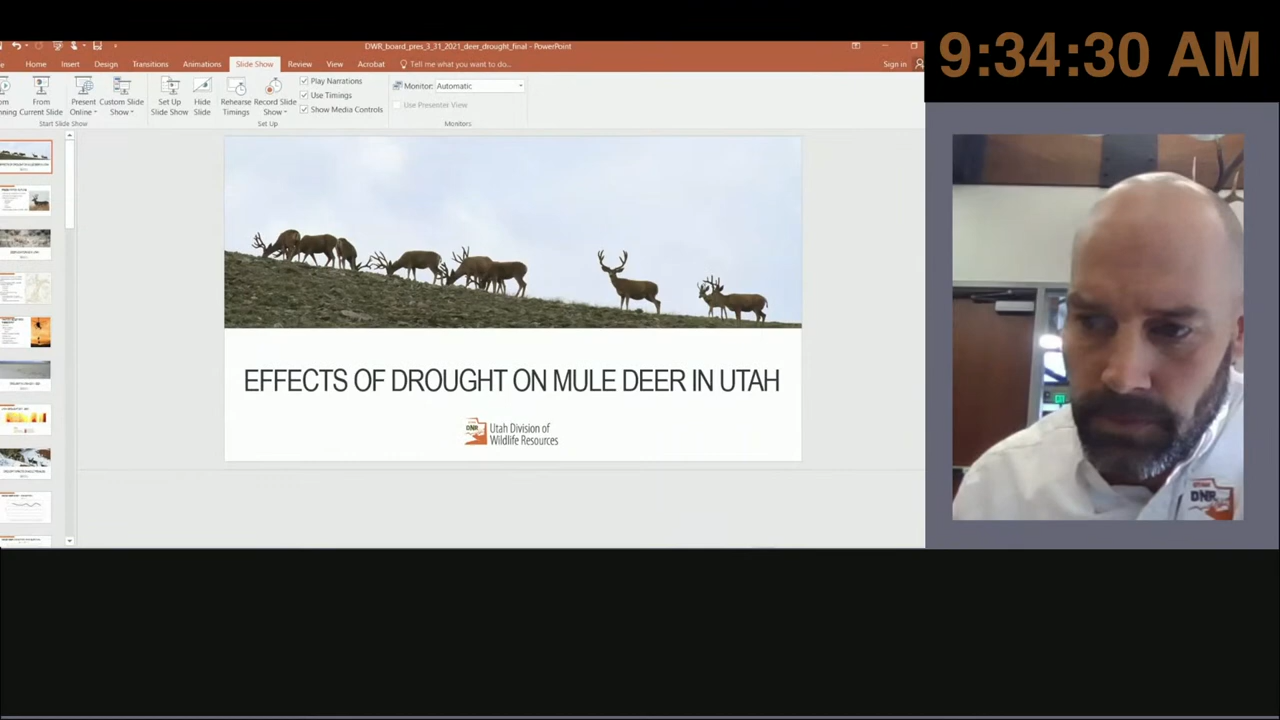 DWR_board_pres_3_31_2021_deer_drought_final - PowerPoint
9:34:30 AM
Home Insert Design Transitions Animations Slide Show Review View Acrobat Tell me what you want to do... Sign in
From Current Slide
Present Online
Custom Slide Show
Set Up Slide Show
Hide Slide
Rehearse Timings
Record Slide Show
Play Narrations
Use Timings
Show Media Controls
Monitor: Automatic
Use Presenter View
Start Slide Show
Set Up
Monitors
EFFECTS OF DROUGHT ON MULE DEER IN UTAH
DNR
Utah Division of
Wildlife Resources
DNR